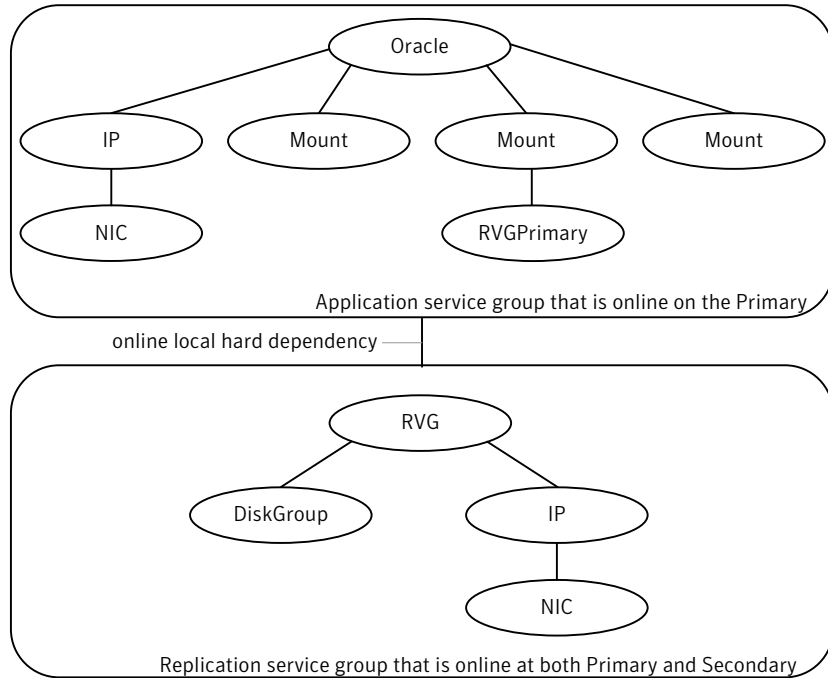 Oracle
IP
Mount
Mount
Mount
NIC
RVGPrimary
Application service group that is online on the Primary
online local hard dependency
RVG
DiskGroup
IP
NIC
Replication service group that is online at both Primary and Secondary